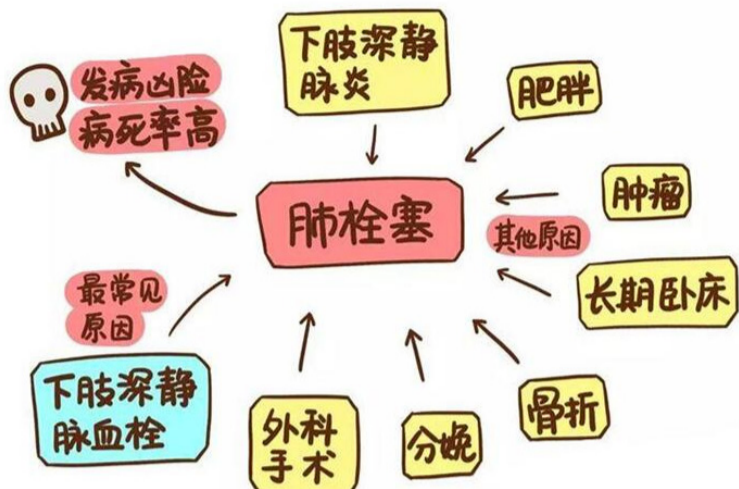 下肢深静
脉炎
发病凶险
病死率高
肥胖
肺栓塞
肿瘤
其他原因
长期卧床
最常见
原因
下肢深静
脉血栓
外科
手术
分娩
骨折